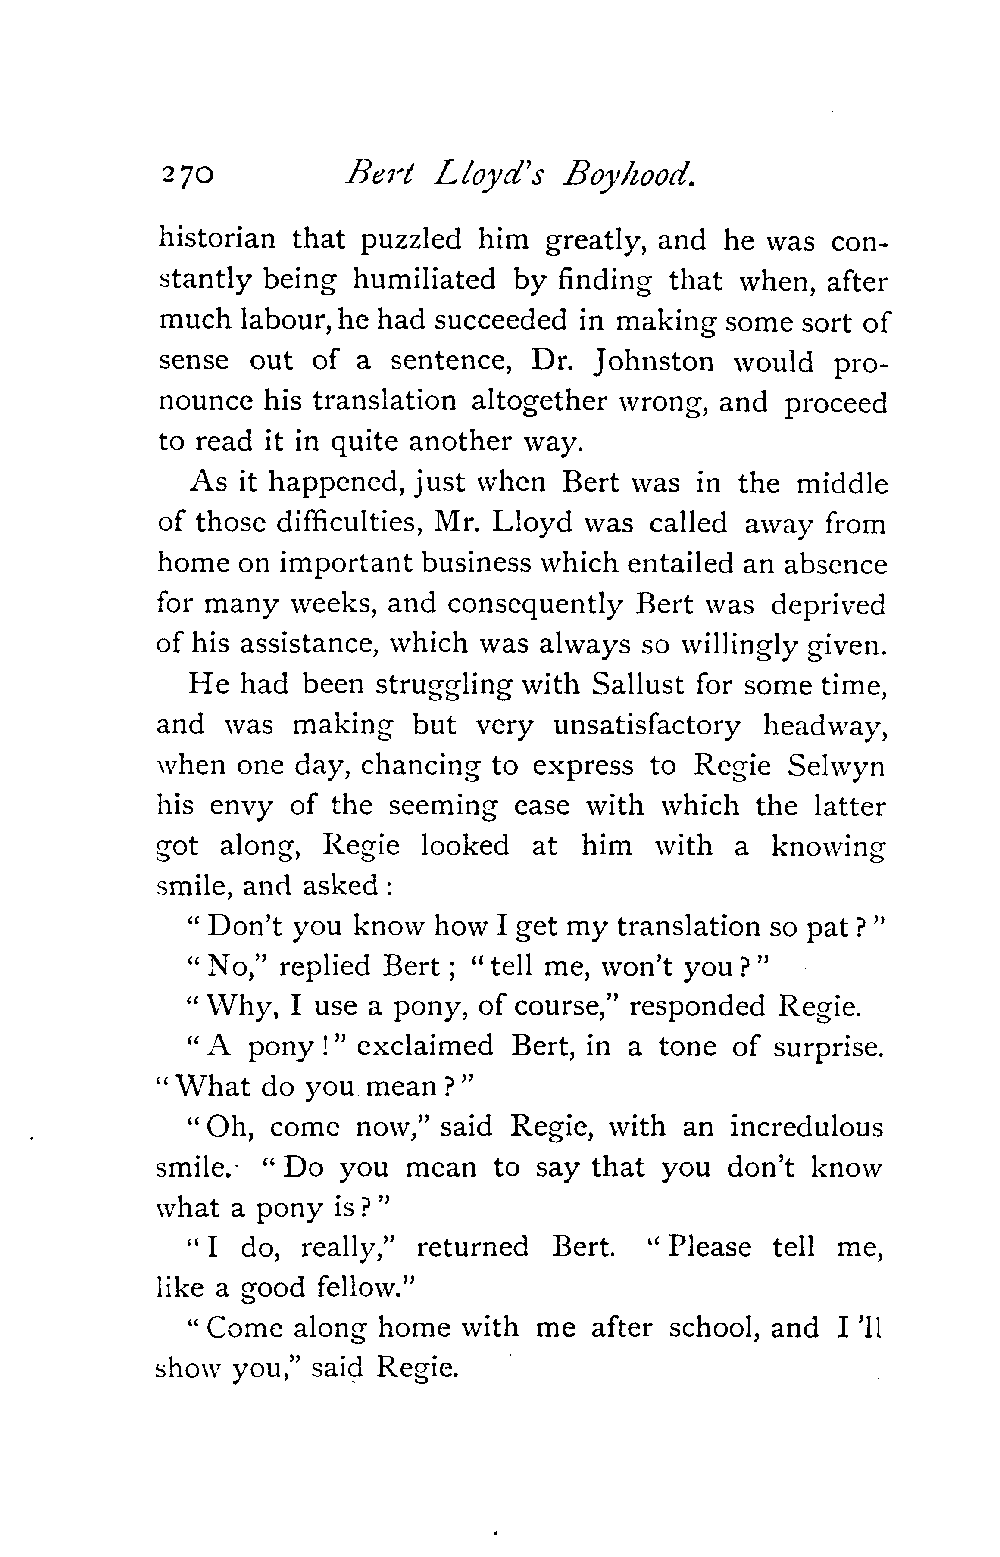 270 Bert Lloyd's Boyhood.
historian that puzzled him greatly, and he was con-
stantly being humiliated by finding that when, after
much labour, he had succeeded in making some sort of
sense out of a sentence, Dr. Johnston would pro-
nounce his translation altogether wrong, and proceed
to read it in quite another way.
As it happened, just when Bert was in the middle
of those difficulties, Mr. Lloyd was called away from
home on important business which entailed an absence
for many weeks, and consequently Bert was deprived
of his assistance, which was always so willingly given.
He had been struggling with Sallust for some time,
and was making but very unsatisfactory headway,
when one day, chancing to express to Regie Selwyn
his envy of the seeming ease with which the latter
got along, Regie looked at him with a knowing
smile, and asked :
" Don't you know how I get my translation so pat ? "
" No," replied Bert ; " tell me, won't you ? "
" Why, I use a pony, of course," responded Regie.
" A pony ! " exclaimed Bert, in a tone of surprise.
" What do you mean ? "
" Oh, come now," said Regie, with an incredulous
smile. " Do you mean to say that you don't know
what a pony is ? "
" I do, really," returned Bert. " Please tell me,
like a good fellow."
" Come along home with me after school, and I 'll
show you," said Regie.